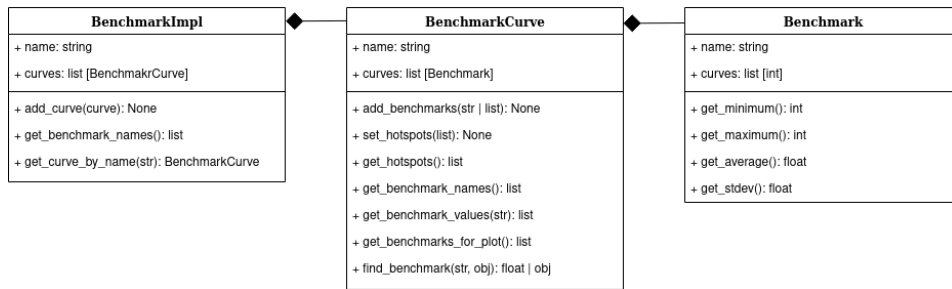 BenchmarkImpl
+ name: string
+ curves: list [BenchmakrCurve]
+ add_curve(curve): None
+ get_benchmark_names(): list
+ get_curve_by_name(str): BenchmarkCurve
BenchmarkCurve
+ name: string
+ curves: list [Benchmark]
+ add_benchmarks(str | list): None
+ set_hotspots(list): None
+ get_hotspots(): list
+ get_benchmark_names(): list
+ get_benchmark_values(str): list
+ get_benchmarks_for_plot(): list
+ find_benchmark(str, obj): float | obj
Benchmark
+ name: string
+ curves: list [int]
+ get_minimum(): int
+ get_maximum(): int
+ get_average(): float
+ get_stdev(): float